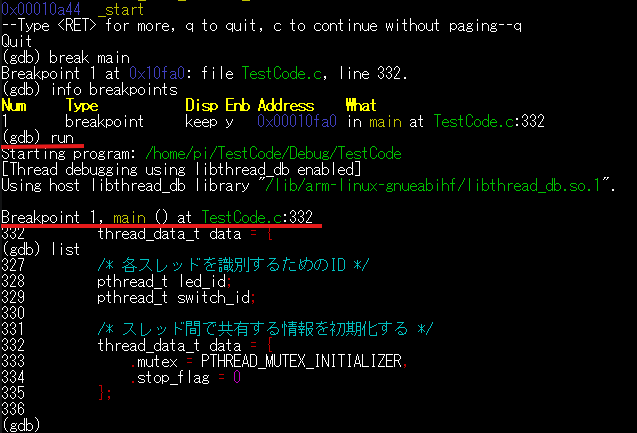 0x00010a44  _start
--Type <RET> for more, q to quit, c to continue without paging--q
Quit
(gdb) break main
Breakpoint 1 at 0x10fa0: file TestCode.c, line 332.
(gdb) info breakpoints
Num     Type           Disp Enb Address    What
1       breakpoint     keep y   0x00010fa0 in main at TestCode.c:332
(gdb) run
Starting program: /home/pi/TestCode/Debug/TestCode
[Thread debugging using libthread_db enabled]
Using host libthread_db library "/lib/arm-linux-gnueabihf/libthread_db.so.1".
Breakpoint 1, main () at TestCode.c:332
332         thread_data_t data = {
(gdb) list
327         /* 各スレッドを識別するためのID */
328         pthread_t led_id;
329         pthread_t switch_id;
330
331         /* スレッド間で共有する情報を初期化する */
332         thread_data_t data = {
333             .mutex = PTHREAD_MUTEX_INITIALIZER,
334             .stop_flag = 0
335         };
336
(gdb)